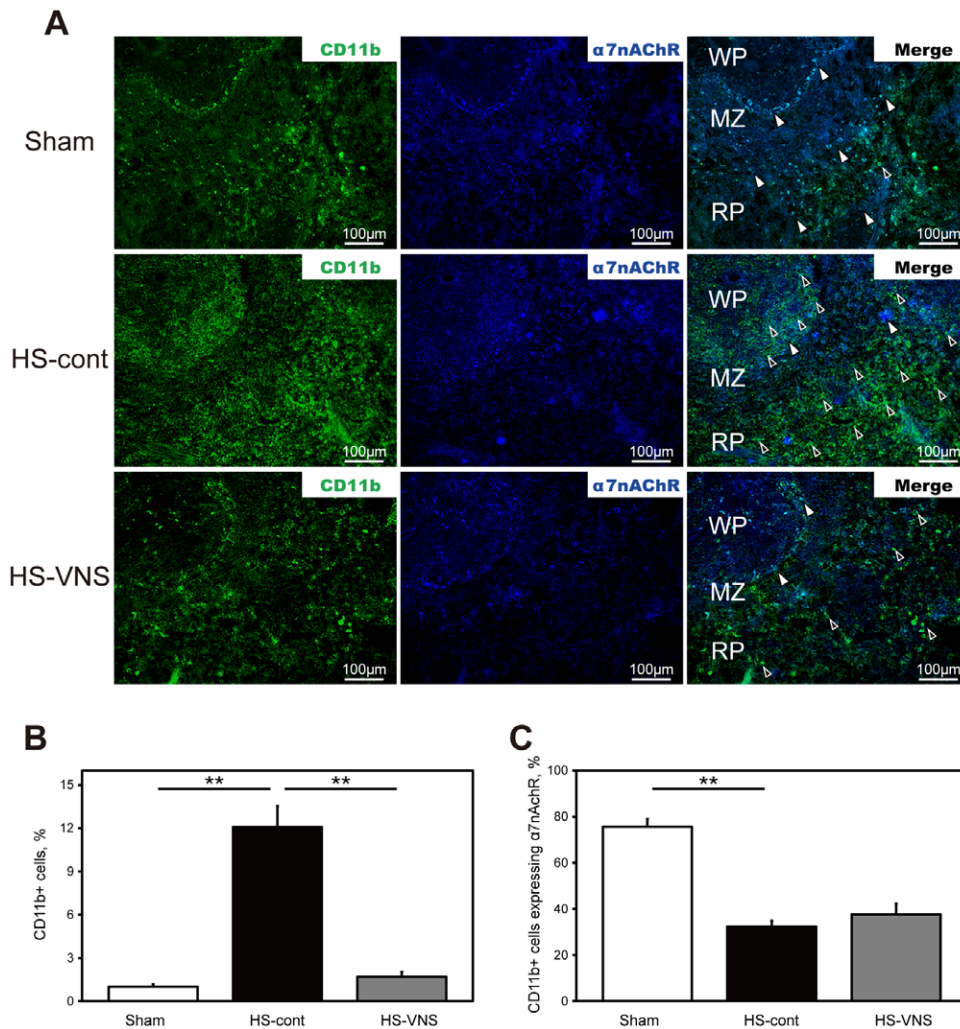 A
CD11b
α7nAChR
Merge
Sham
WP
MZ
RP
100μm
100μm
100μm
CD11b
α7nAChR
Merge
HS-cont
WP
MZ
RP
100μm
100μm
100μm
CD11b
α7nAChR
Merge
HS-VNS
WP
MZ
RP
100μm
100μm
100μm
B
CD11b+ cells, %
15
12
9
6
3
0
**
**
Sham
HS-cont
HS-VNS
C
CD11b+ cells expressing α7nAchR, %
100
80
60
40
20
0
**
Sham
HS-cont
HS-VNS